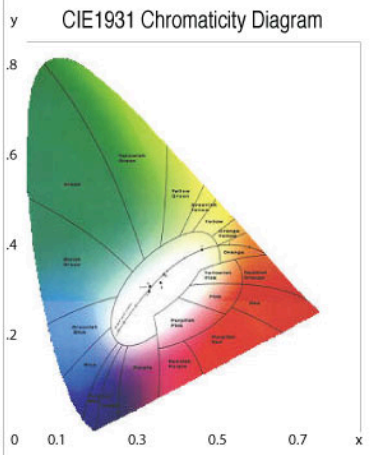 y
CIE1931 Chromaticity Diagram
.8
.6
.4
.2
Yellowish
Green
Green
Yellow
Green
Greenish
Yellow
Yellow
Orange
Yellow
Orange
Bluish
Green
Yellowish
Pink
Reddish
Orange
Pink
Red
Purplish
Pink
Purplish
Red
Greenish
Blue
Blue
Purple
Reddish
Purple
0 0.1 0.3 0.5 0.7 x